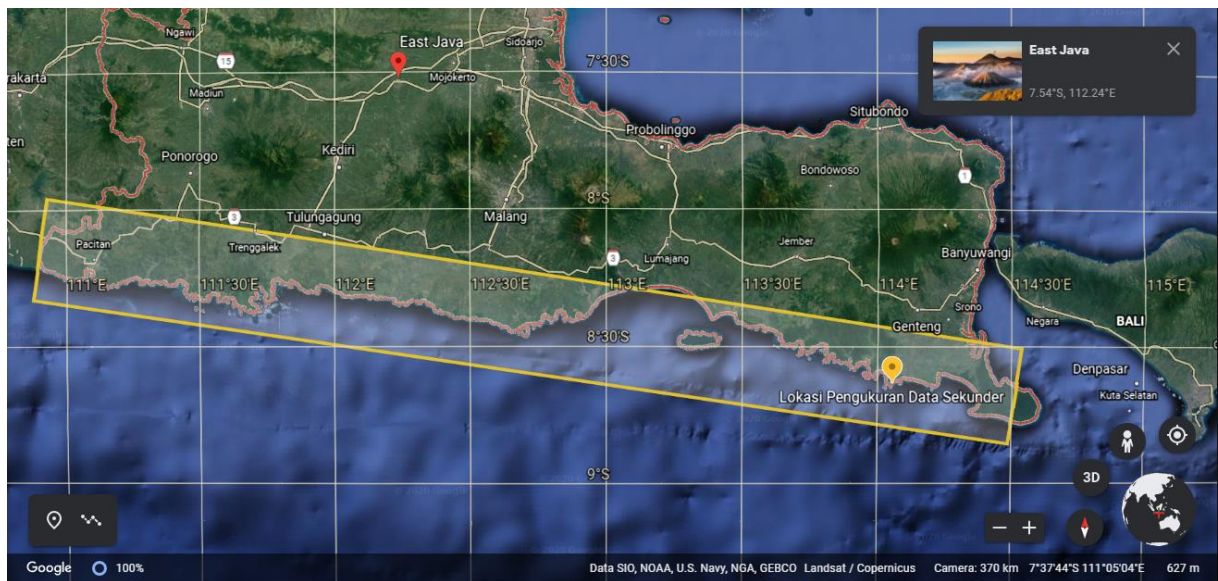 Ngawi
15
East Java
Sidoarjo
7°30'S
East Java
7.54°S, 112.24°E
rakarta
Madiun
Mojokerto
Situbondo
Probolinggo
ten
Ponorogo
Kediri
Bondowoso
1
8°S
3
Tulungagung
Malang
Pacitan
Trenggalek
3
Lumajang
Jember
Banyuwangi
111°E
111°30'E
112°E
112°30'E
113°E
113°30'E
114°E
114°30'E
115°E
Srono
Genteng
Negara
BALI
8°30'S
Denpasar
Lokasi Pengukuran Data Sekunder
Kuta Selatan
9°S
3D
Google
100%
Data SIO, NOAA, U.S. Navy, NGA, GEBCO Landsat / Copernicus Camera: 370 km 7°37'44"S 111°05'04"E 627 m